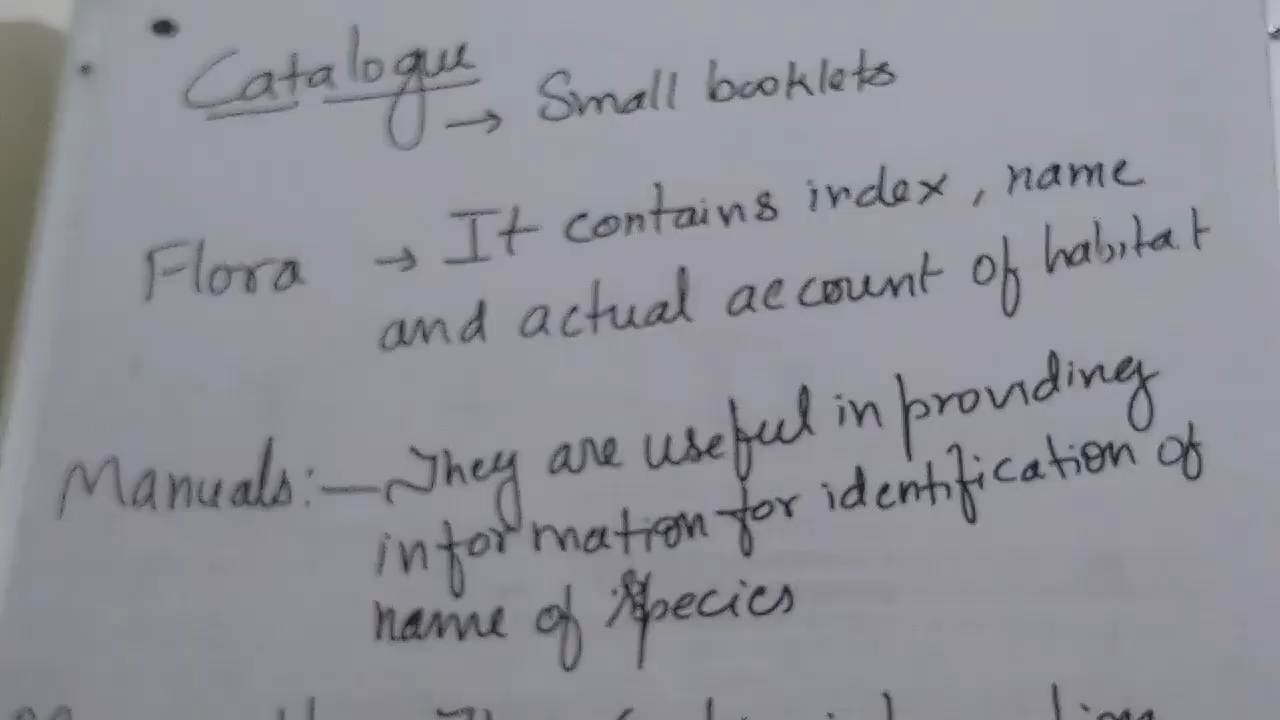 Catalogue → Small booklets
Flora → It contains index, name
and actual account of habitat
Manuals:— They are useful in providing
information for identification of
name of species